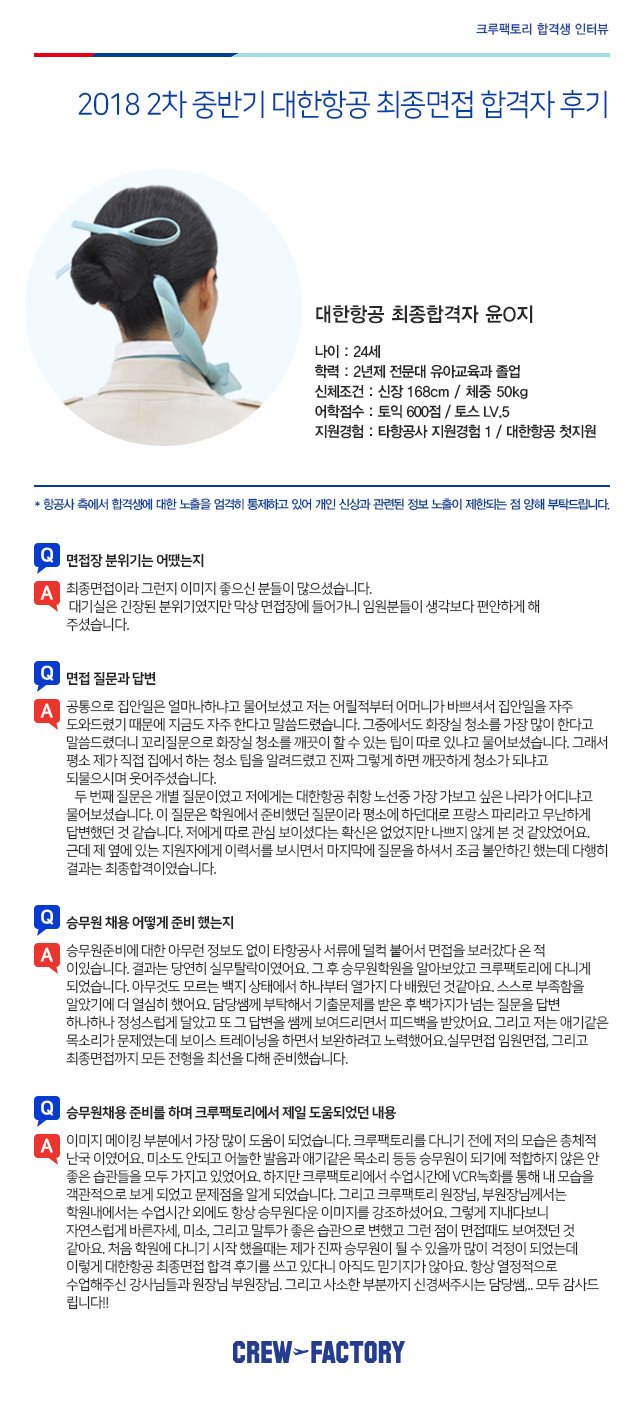 크루팩토리 합격생 인터뷰
2018 2차 중반기 대한항공 최종면접 합격자 후기
대한항공 최종합격자 윤O지
나이 : 24세
학력 : 2년제 전문대 유아교육과 졸업
신체조건 : 신장 168cm / 체중 50kg
어학점수 : 토익 600점 / 토스 LV.5
지원경험 : 타항공사 지원경험 1 / 대한항공 첫지원
* 항공사 측에서 합격생에 대한 노출을 엄격히 통제하고 있어 개인 신상과 관련된 정보 노출이 제한되는 점 양해 부탁드립니다.
Q 면접장 분위기는 어땠는지
A 최종면접이라 그런지 이미지 좋으신 분들이 많으셨습니다.
대기실은 긴장된 분위기였지만 막상 면접장에 들어가니 임원분들이 생각보다 편안하게 해
주셨습니다.
Q 면접 질문과 답변
A 공통으로 집안일은 얼마나하냐고 물어보셨고 저는 어릴적부터 어머니가 바쁘셔서 집안일을 자주
도와드렸기 때문에 지금도 자주 한다고 말씀드렸습니다. 그중에서도 화장실 청소를 가장 많이 한다고
말씀드렸더니 꼬리질문으로 화장실 청소를 깨끗이 할 수 있는 팁이 따로 있냐고 물어보셨습니다. 그래서
평소 제가 직접 집에서 하는 청소 팁을 알려드렸고 진짜 그렇게 하면 깨끗하게 청소가 되냐고
되물으시며 웃어주셨습니다.
두 번째 질문은 개별 질문이였고 저에게는 대한항공 취항 노선중 가장 가보고 싶은 나라가 어디냐고
물어보셨습니다. 이 질문은 학원에서 준비했던 질문이라 평소에 하던대로 프랑스 파리라고 무난하게
답변했던 것 같습니다. 저에게 따로 관심 보이셨다는 확신은 없었지만 나쁘지 않게 본 것 같았었어요.
근데 제 옆에 있는 지원자에게 이력서를 보시면서 마지막에 질문을 하셔서 조금 불안하긴 했는데 다행히
결과는 최종합격이였습니다.
Q 승무원 채용 어떻게 준비 했는지
A 승무원준비에 대한 아무런 정보도 없이 타항공사 서류에 덜컥 붙어서 면접을 보러갔다 온 적
이있습니다. 결과는 당연히 실무탈락이였어요. 그 후 승무원학원을 알아보았고 크루팩토리에 다니게
되었습니다. 아무것도 모르는 백지 상태에서 하나부터 열가지 다 배웠던 것같아요. 스스로 부족함을
알았기에 더 열심히 했어요. 담당쌤께 부탁해서 기출문제를 받은 후 백가지가 넘는 질문을 답변
하나하나 정성스럽게 달았고 또 그 답변을 쌤께 보여드리면서 피드백을 받았어요. 그리고 저는 애기같은
목소리가 문제였는데 보이스 트레이닝을 하면서 보완하려고 노력했어요.실무면접 임원면접, 그리고
최종면접까지 모든 전형을 최선을 다해 준비했습니다.
Q 승무원채용 준비를 하며 크루팩토리에서 제일 도움되었던 내용
A 이미지 메이킹 부분에서 가장 많이 도움이 되었습니다. 크루팩토리를 다니기 전에 저의 모습은 총체적
난국 이였어요. 미소도 안되고 어눌한 발음과 애기같은 목소리 등등 승무원이 되기에 적합하지 않은 안
좋은 습관들을 모두 가지고 있었어요. 하지만 크루팩토리에서 수업시간에 VCR녹화를 통해 내 모습을
객관적으로 보게 되었고 문제점을 알게 되었습니다. 그리고 크루팩토리 원장님, 부원장님께서는
학원내에서는 수업시간 외에도 항상 승무원다운 이미지를 강조하셨어요. 그렇게 지내다보니
자연스럽게 바른자세, 미소, 그리고 말투가 좋은 습관으로 변했고 그런 점이 면접때도 보여졌던 것
같아요. 처음 학원에 다니기 시작 했을때는 제가 진짜 승무원이 될 수 있을까 많이 걱정이 되었는데
이렇게 대한항공 최종면접 합격 후기를 쓰고 있다니 아직도 믿기지가 않아요. 항상 열정적으로
수업해주신 강사님들과 원장님 부원장님. 그리고 사소한 부분까지 신경써주시는 담당쌤,.. 모두 감사드
립니다!!
CREW FACTORY